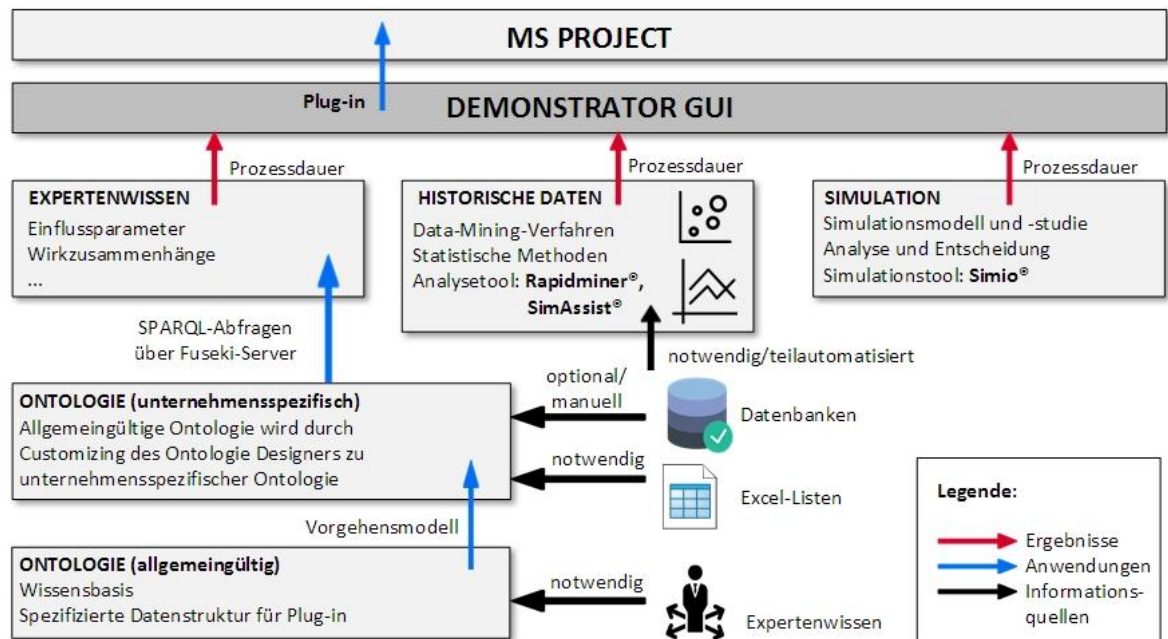 MS PROJECT
Plug-in
DEMONSTRATOR GUI
Prozessdauer
Prozessdauer
Prozessdauer
EXPERTENWISSEN
Einflussparameter
Wirkzusammenhänge
...
HISTORISCHE DATEN
Data-Mining-Verfahren
Statistische Methoden
Analysetool: Rapidminer®,
SimAssist®
SIMULATION
Simulationsmodell und -studie
Analyse und Entscheidung
Simulationstool: Simio®
SPARQL-Abfragen
über Fuseki-Server
notwendig/teilautomatisiert
optional/
manuell
Datenbanken
ONTOLOGIE (unternehmensspezifisch)
Allgemeingültige Ontologie wird durch
Customizing des Ontologie Designers zu
unternehmensspezifischer Ontologie
notwendig
Excel-Listen
Vorgehensmodell
ONTOLOGIE (allgemeingültig)
Wissensbasis
Spezifizierte Datenstruktur für Plug-in
notwendig
Expertenwissen
Legende:
Ergebnisse
Anwendungen
Informations-
quellen